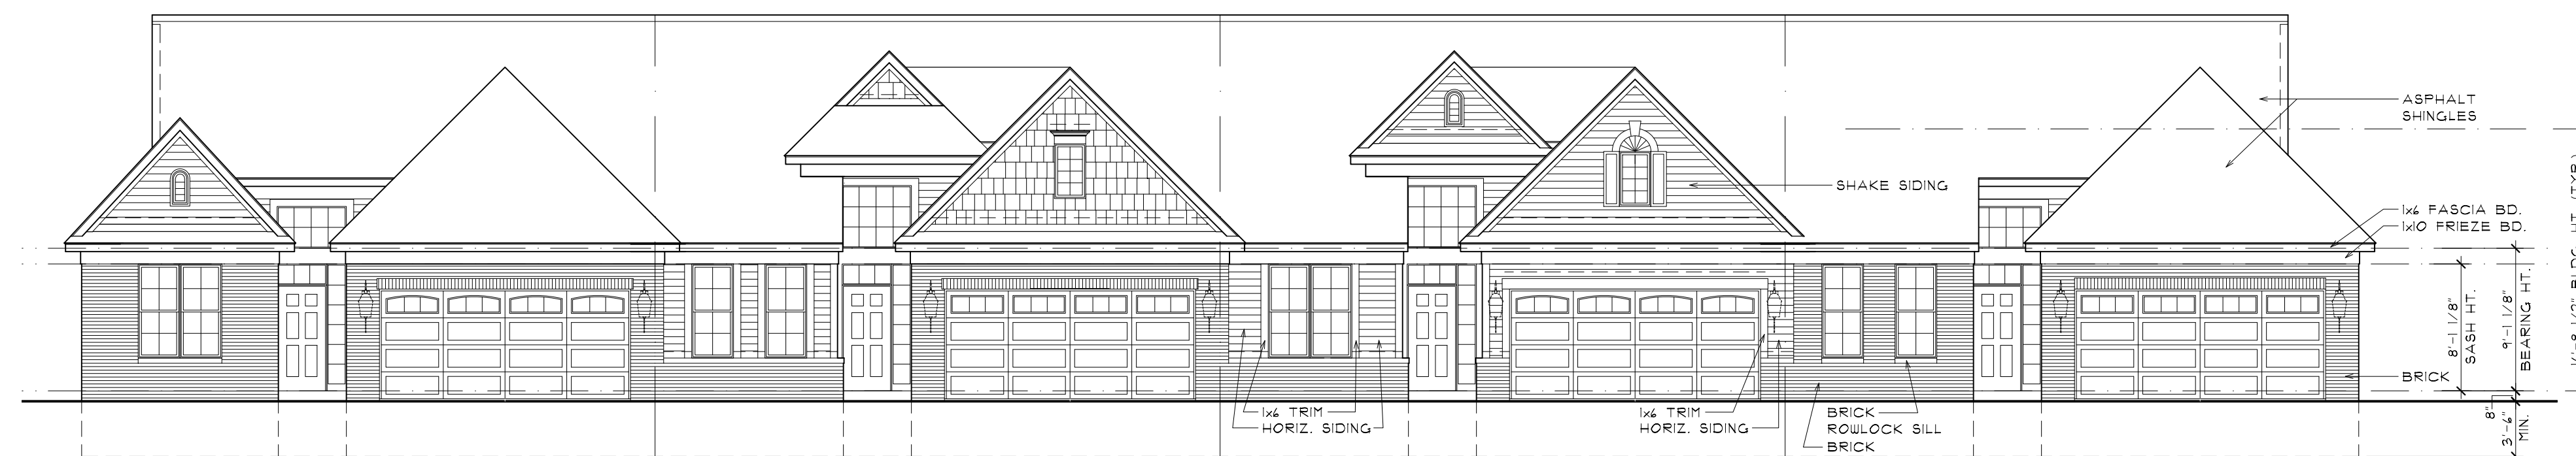 ASPHALT
SHINGLES
SHAKE SIDING
1x6 FASCIA BD.
1x10 FRIEZE BD.
8'-1 1/8"
SASH HT.
9'-1 1/8"
BEARING HT.
BRICK
1x6 TRIM
HORIZ. SIDING
1x6 TRIM
HORIZ. SIDING
BRICK
ROWLOCK SILL
BRICK
8"
3'-6"
MIN.